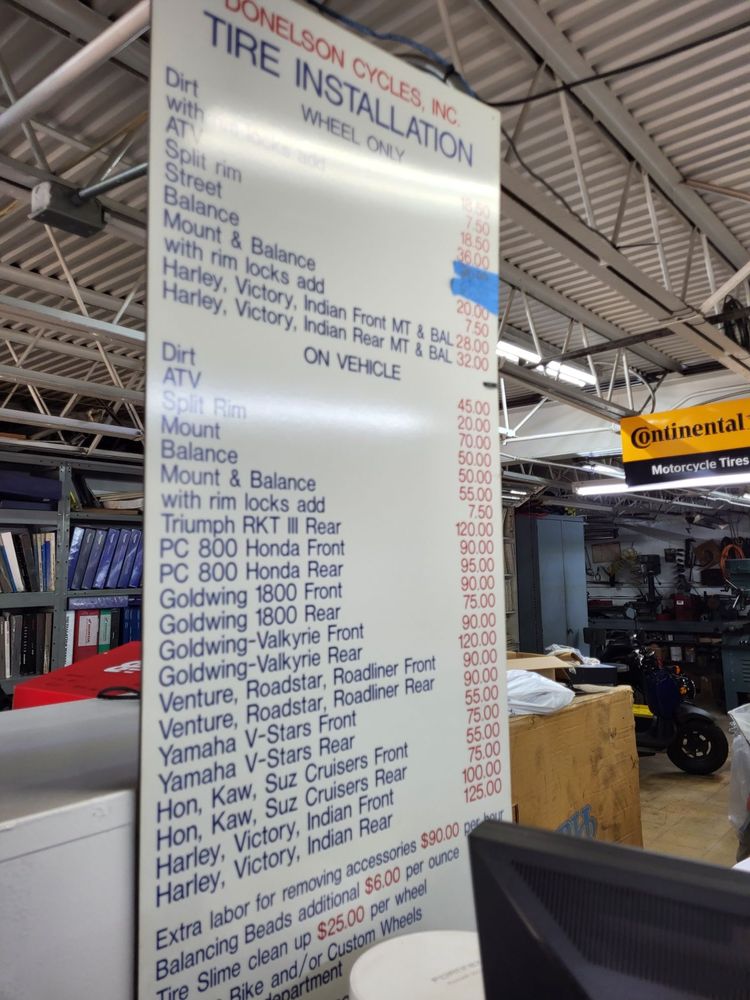 DONELSON CYCLES, INC.
TIRE INSTALLATION
WHEEL ONLY
Dirt 18.50
with rim locks add 7.50
ATV 18.50
Split rim 36.00
Street
Balance
Mount & Balance 20.00
with rim locks add 7.50
Harley, Victory, Indian Front MT & BAL 28.00
Harley, Victory, Indian Rear MT & BAL 32.00
ON VEHICLE
Dirt 45.00
ATV 20.00
Split Rim 70.00
Mount 50.00
Balance 50.00
Mount & Balance 55.00
with rim locks add 7.50
Triumph RKT III Rear 120.00
PC 800 Honda Front 90.00
PC 800 Honda Rear 95.00
Goldwing 1800 Front 90.00
Goldwing 1800 Rear 75.00
Goldwing-Valkyrie Front 90.00
Goldwing-Valkyrie Rear 120.00
Venture, Roadstar, Roadliner Front 90.00
Venture, Roadstar, Roadliner Rear 90.00
Yamaha V-Stars Front 55.00
Yamaha V-Stars Rear 75.00
Hon, Kaw, Suz Cruisers Front 55.00
Hon, Kaw, Suz Cruisers Rear 75.00
Harley, Victory, Indian Front 100.00
Harley, Victory, Indian Rear 125.00
Extra labor for removing accessories $90.00 per hour
Balancing Beads additional $6.00 per ounce
Tire Slime clean up $25.00 per wheel
Bike and/or Custom Wheels
department
Continental
Motorcycle Tires